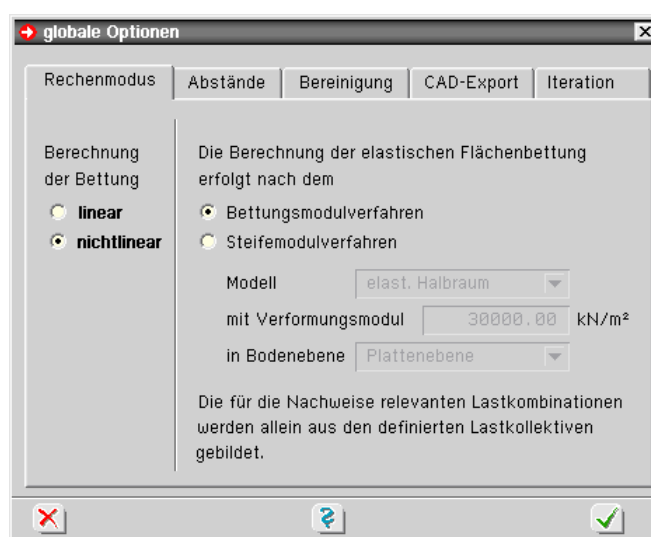 globale Optionen
Rechenmodus
Abstände
Bereinigung
CAD-Export
Iteration
Berechnung
der Bettung
linear
nichtlinear
Die Berechnung der elastischen Flächenbettung
erfolgt nach dem
Bettungsmodulverfahren
Steifemodulverfahren
Modell elast. Halbraum
mit Verformungsmodul 30000.00 kN/m²
in Bodenebene Plattenebene
Die für die Nachweise relevanten Lastkombinationen
werden allein aus den definierten Lastkollektiven
gebildet.